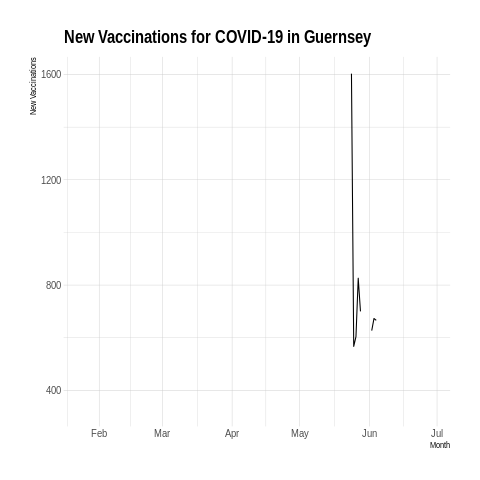 New Vaccinations for COVID-19 in Guernsey
New Vaccinations
1600
1200
800
400
Feb Mar Apr May Jun Jul
Month